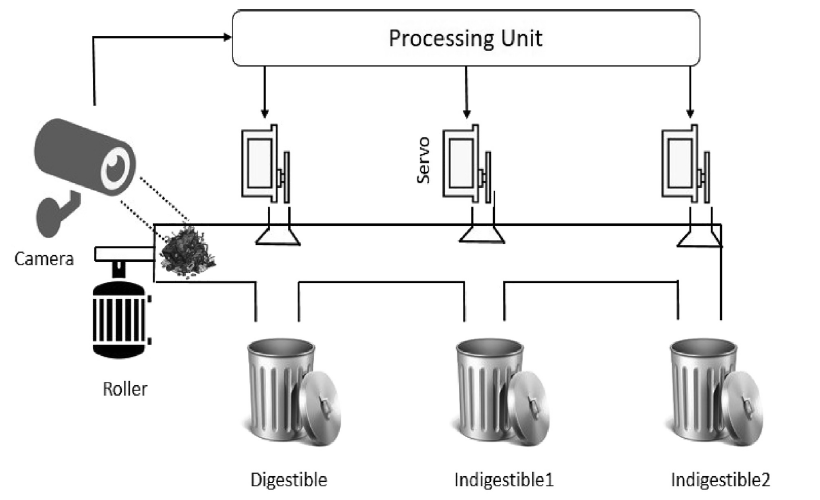 Processing Unit
Servo
Camera
Roller
Digestible
Indigestible1
Indigestible2